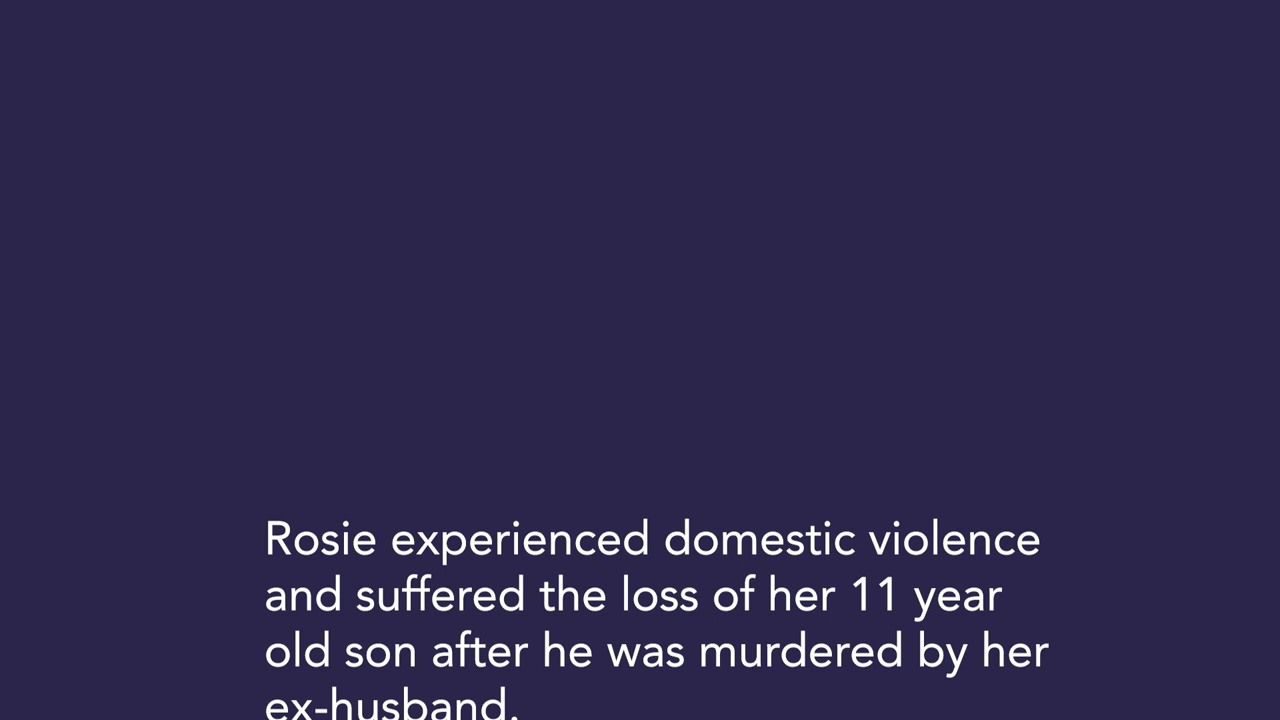 Rosie experienced domestic violence
and suffered the loss of her 11 year
old son after he was murdered by her
ex-husband.